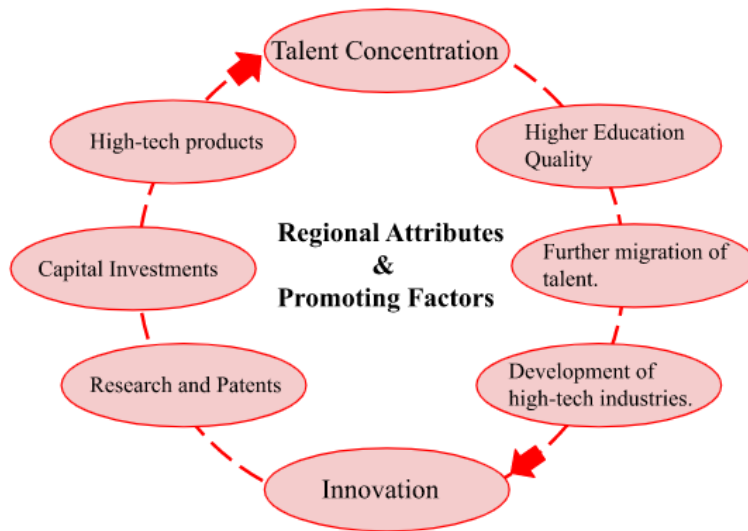 Talent Concentration
Higher Education
Quality
Further migration of
talent.
Development of
high-tech industries.
Innovation
Research and Patents
Capital Investments
High-tech products
Regional Attributes
&
Promoting Factors